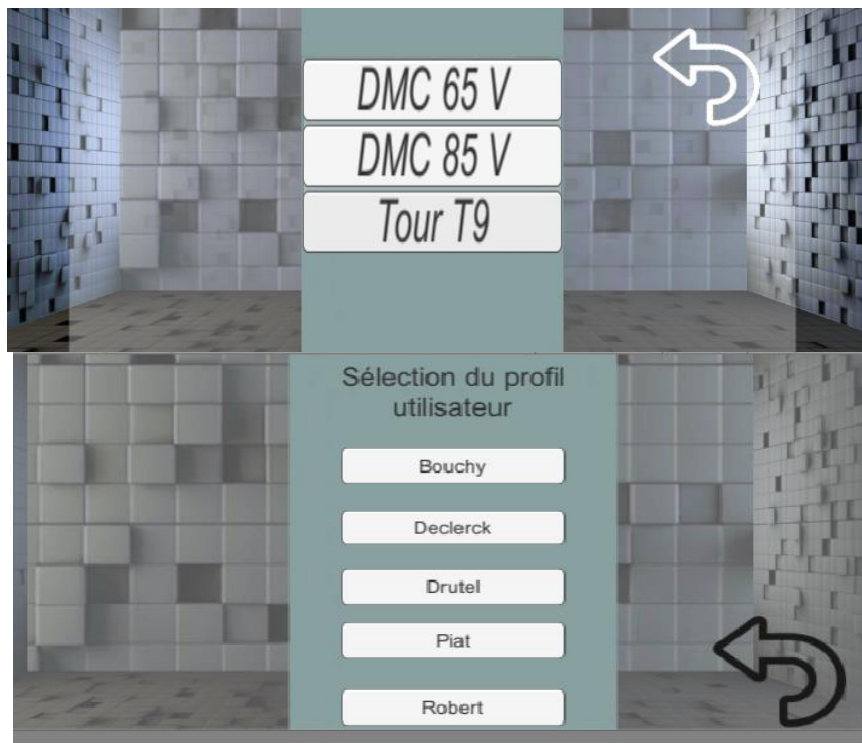 DMC 65 V
DMC 85 V
Tour T9
Sélection du profil
utilisateur
Bouchy
Declerck
Drutel
Piat
Robert